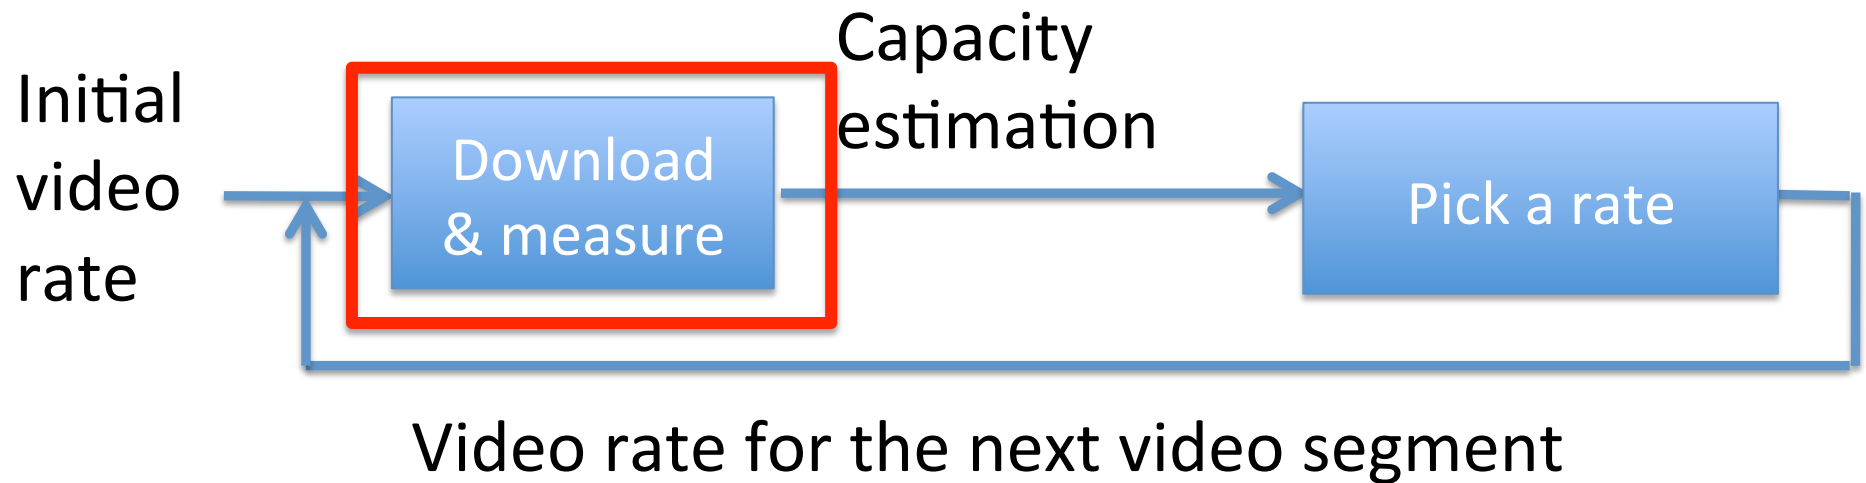 Initial
video
rate
Download
& measure
Capacity
estimation
Pick a rate
Video rate for the next video segment